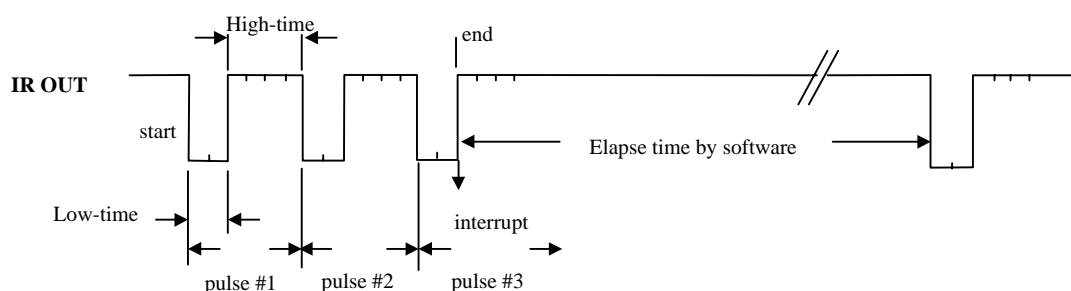 High-time
end
IR OUT
start
Elapse time by software
Low-time
interrupt
pulse #1
pulse #2
pulse #3